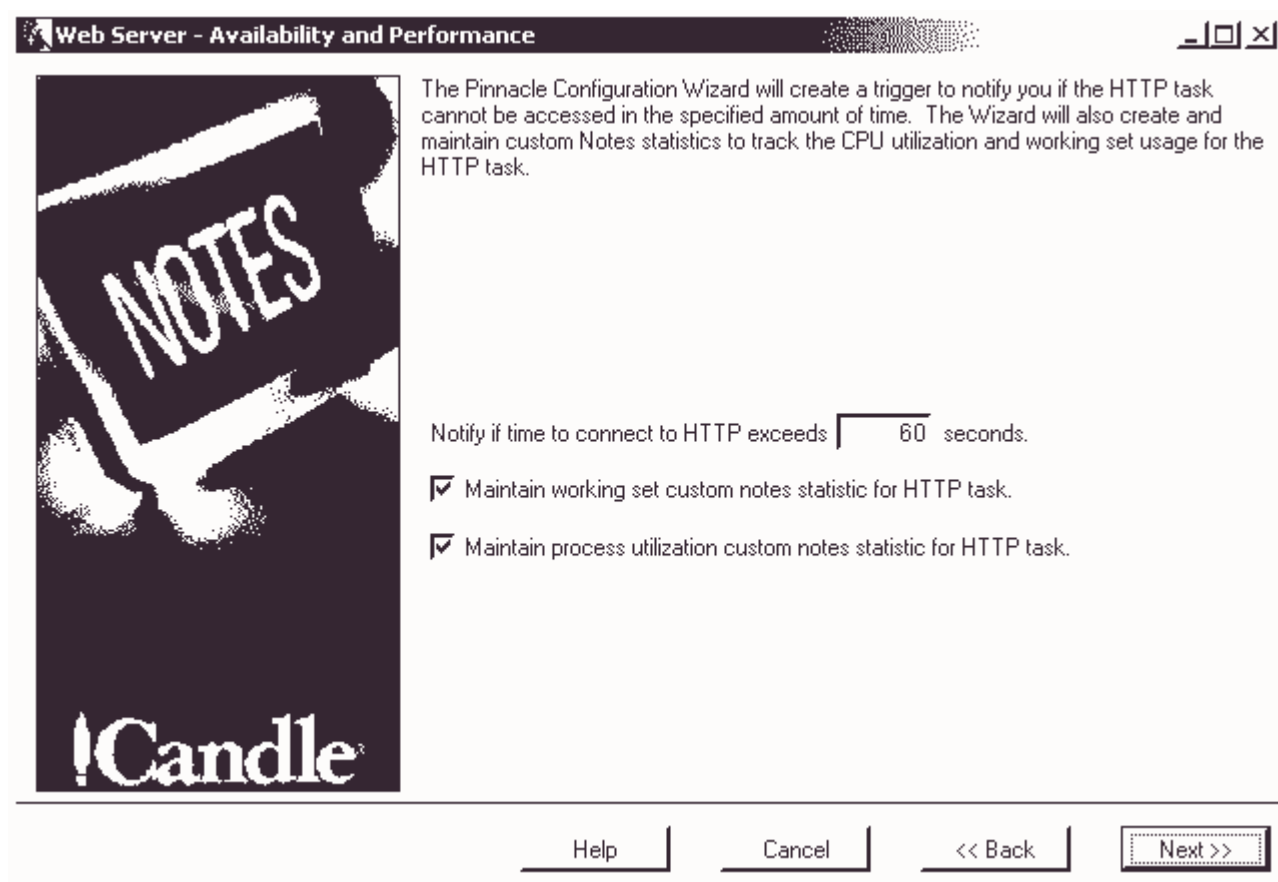 Web Server - Availability and Performance
The Pinnacle Configuration Wizard will create a trigger to notify you if the HTTP task
cannot be accessed in the specified amount of time.  The Wizard will also create and
maintain custom Notes statistics to track the CPU utilization and working set usage for the
HTTP task.
NOTES
Notify if time to connect to HTTP exceeds 60 seconds.
Maintain working set custom notes statistic for HTTP task.
Maintain process utilization custom notes statistic for HTTP task.
Candle
Help Cancel << Back Next >>